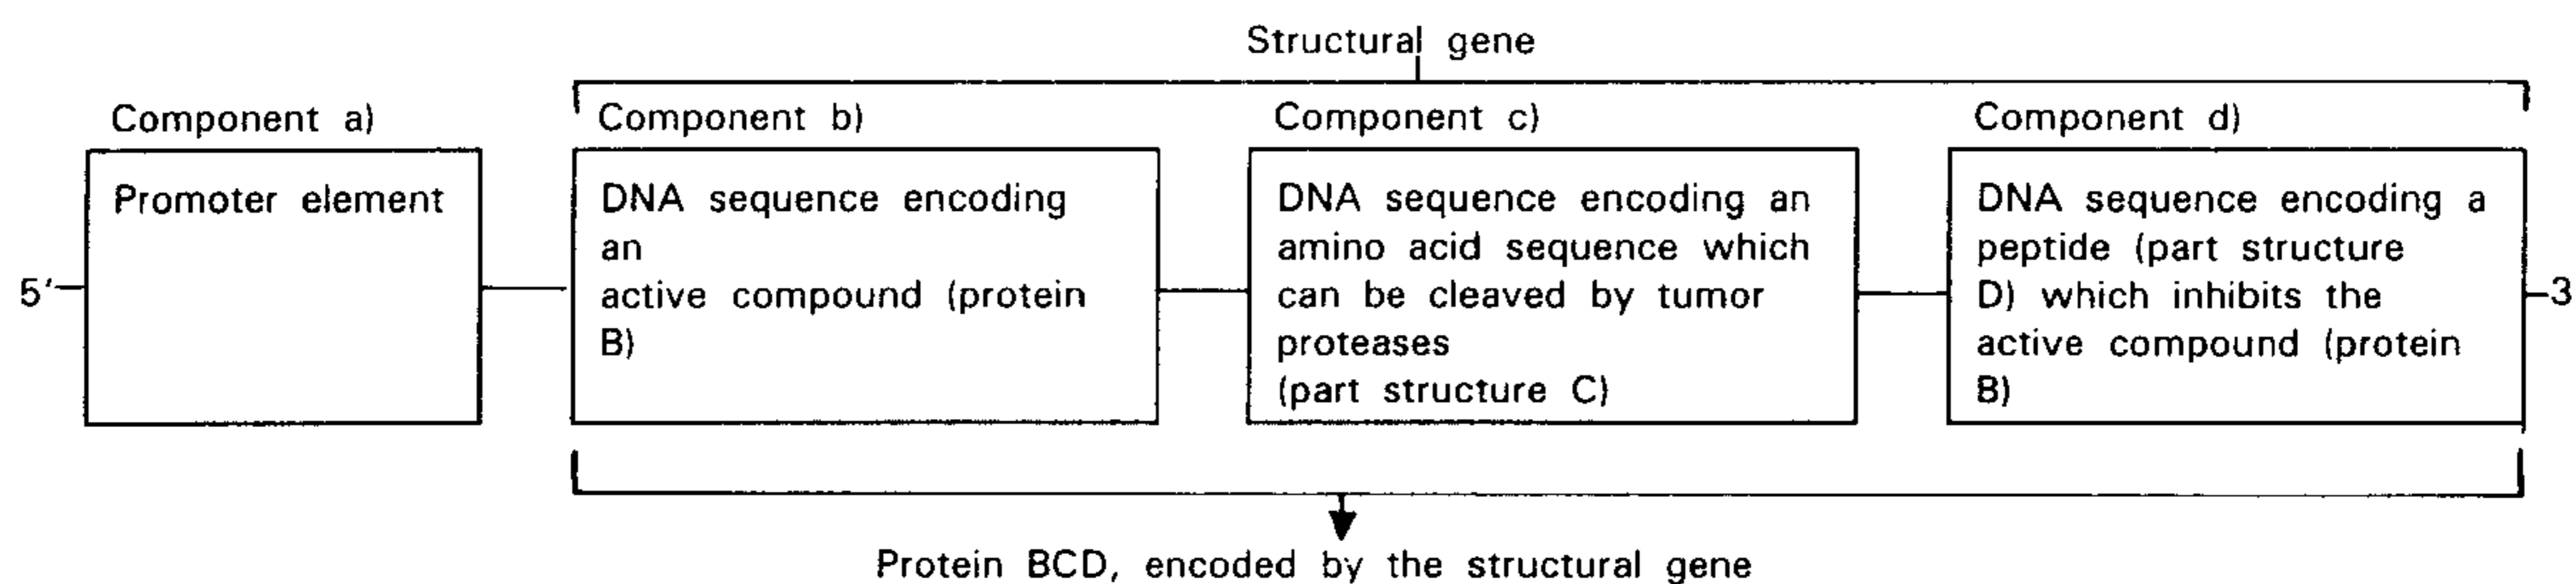 Structural gene
Component a)
Component b)
Component c)
Component d)
Promoter element
DNA sequence encoding
an
active compound (protein
B)
DNA sequence encoding an
amino acid sequence which
can be cleaved by tumor
proteases
(part structure C)
DNA sequence encoding a
peptide (part structure
D) which inhibits the
active compound (protein
B)
5'
3
Protein BCD, encoded by the structural gene